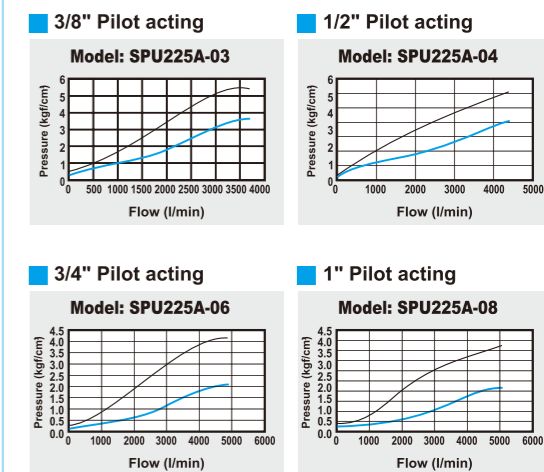 3/8" Pilot acting
Model: SPU225A-03
Pressure (kgf/cm)
6
5
4
3
2
1
0
0 500 1000 1500 2000 2500 3000 3500 4000
Flow (l/min)
1/2" Pilot acting
Model: SPU225A-04
Pressure (kgf/cm)
6
5
4
3
2
1
0
0 1000 2000 3000 4000 5000
Flow (l/min)
3/4" Pilot acting
Model: SPU225A-06
Pressure (kgf/cm)
4.5
4.0
3.5
3.0
2.5
2.0
1.5
1.0
0.5
0.0
0 1000 2000 3000 4000 5000 6000
Flow (l/min)
1" Pilot acting
Model: SPU225A-08
Pressure (kgf/cm)
4.5
4.0
3.5
3.0
2.5
2.0
1.5
1.0
0.5
0.0
0 1000 2000 3000 4000 5000 6000
Flow (l/min)